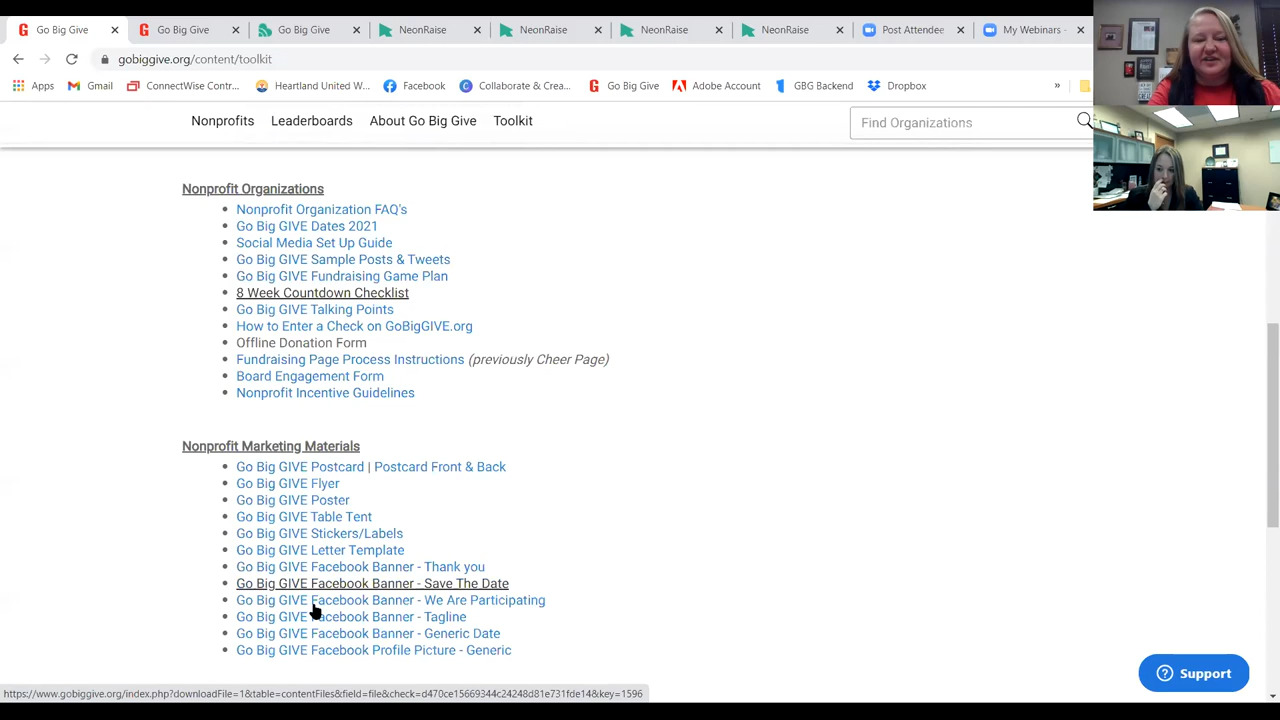 Go Big Give
Go Big Give
Go Big Give
NeonRaise
NeonRaise
NeonRaise
NeonRaise
Post Attendee
My Webinars -
gobiggive.org/content/toolkit
Apps
Gmail
ConnectWise Contr...
Heartland United W...
Facebook
Collaborate & Crea...
Go Big Give
Adobe Account
GBG Backend
Dropbox
»
Nonprofits
Leaderboards
About Go Big Give
Toolkit
Find Organizations
Nonprofit Organizations
Nonprofit Organization FAQ's
Go Big GIVE Dates 2021
Social Media Set Up Guide
Go Big GIVE Sample Posts & Tweets
Go Big GIVE Fundraising Game Plan
8 Week Countdown Checklist
Go Big GIVE Talking Points
How to Enter a Check on GoBigGIVE.org
Offline Donation Form
Fundraising Page Process Instructions (previously Cheer Page)
Board Engagement Form
Nonprofit Incentive Guidelines
Nonprofit Marketing Materials
Go Big GIVE Postcard | Postcard Front & Back
Go Big GIVE Flyer
Go Big GIVE Poster
Go Big GIVE Table Tent
Go Big GIVE Stickers/Labels
Go Big GIVE Letter Template
Go Big GIVE Facebook Banner - Thank you
Go Big GIVE Facebook Banner - Save The Date
Go Big GIVE Facebook Banner - We Are Participating
Go Big GIVE Facebook Banner - Tagline
Go Big GIVE Facebook Banner - Generic Date
Go Big GIVE Facebook Profile Picture - Generic
Support
https://www.gobiggive.org/index.php?downloadFile=1&table=contentFiles&field=file&check=d470ce15669344c24248d81e731fde14&key=1596